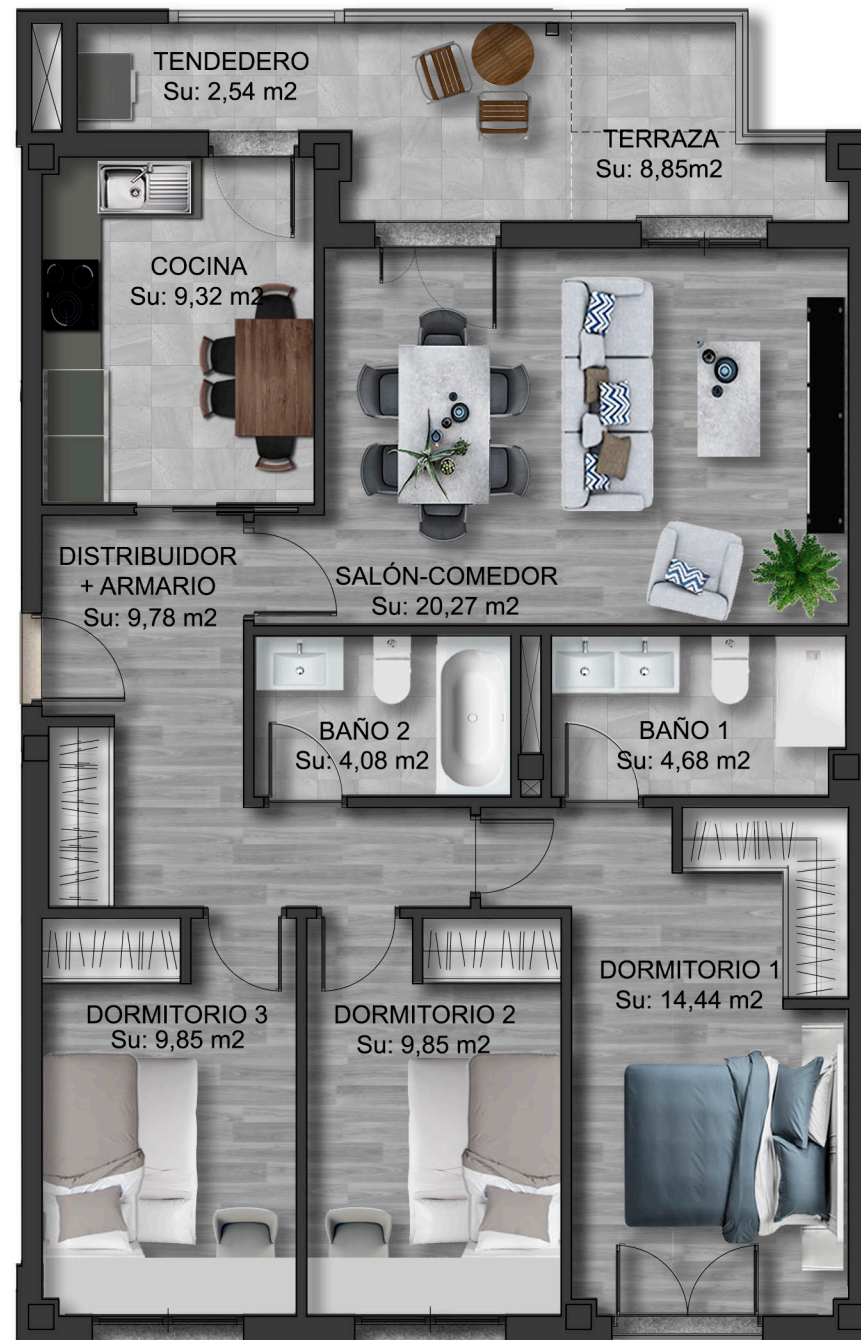 TENDEDERO
Su: 2,54 m2
TERRAZA
Su: 8,85m2
COCINA
Su: 9,32 m2
DISTRIBUIDOR
+ ARMARIO
Su: 9,78 m2
SALÓN-COMEDOR
Su: 20,27 m2
BAÑO 2
Su: 4,08 m2
BAÑO 1
Su: 4,68 m2
DORMITORIO 1
Su: 14,44 m2
DORMITORIO 3
Su: 9,85 m2
DORMITORIO 2
Su: 9,85 m2